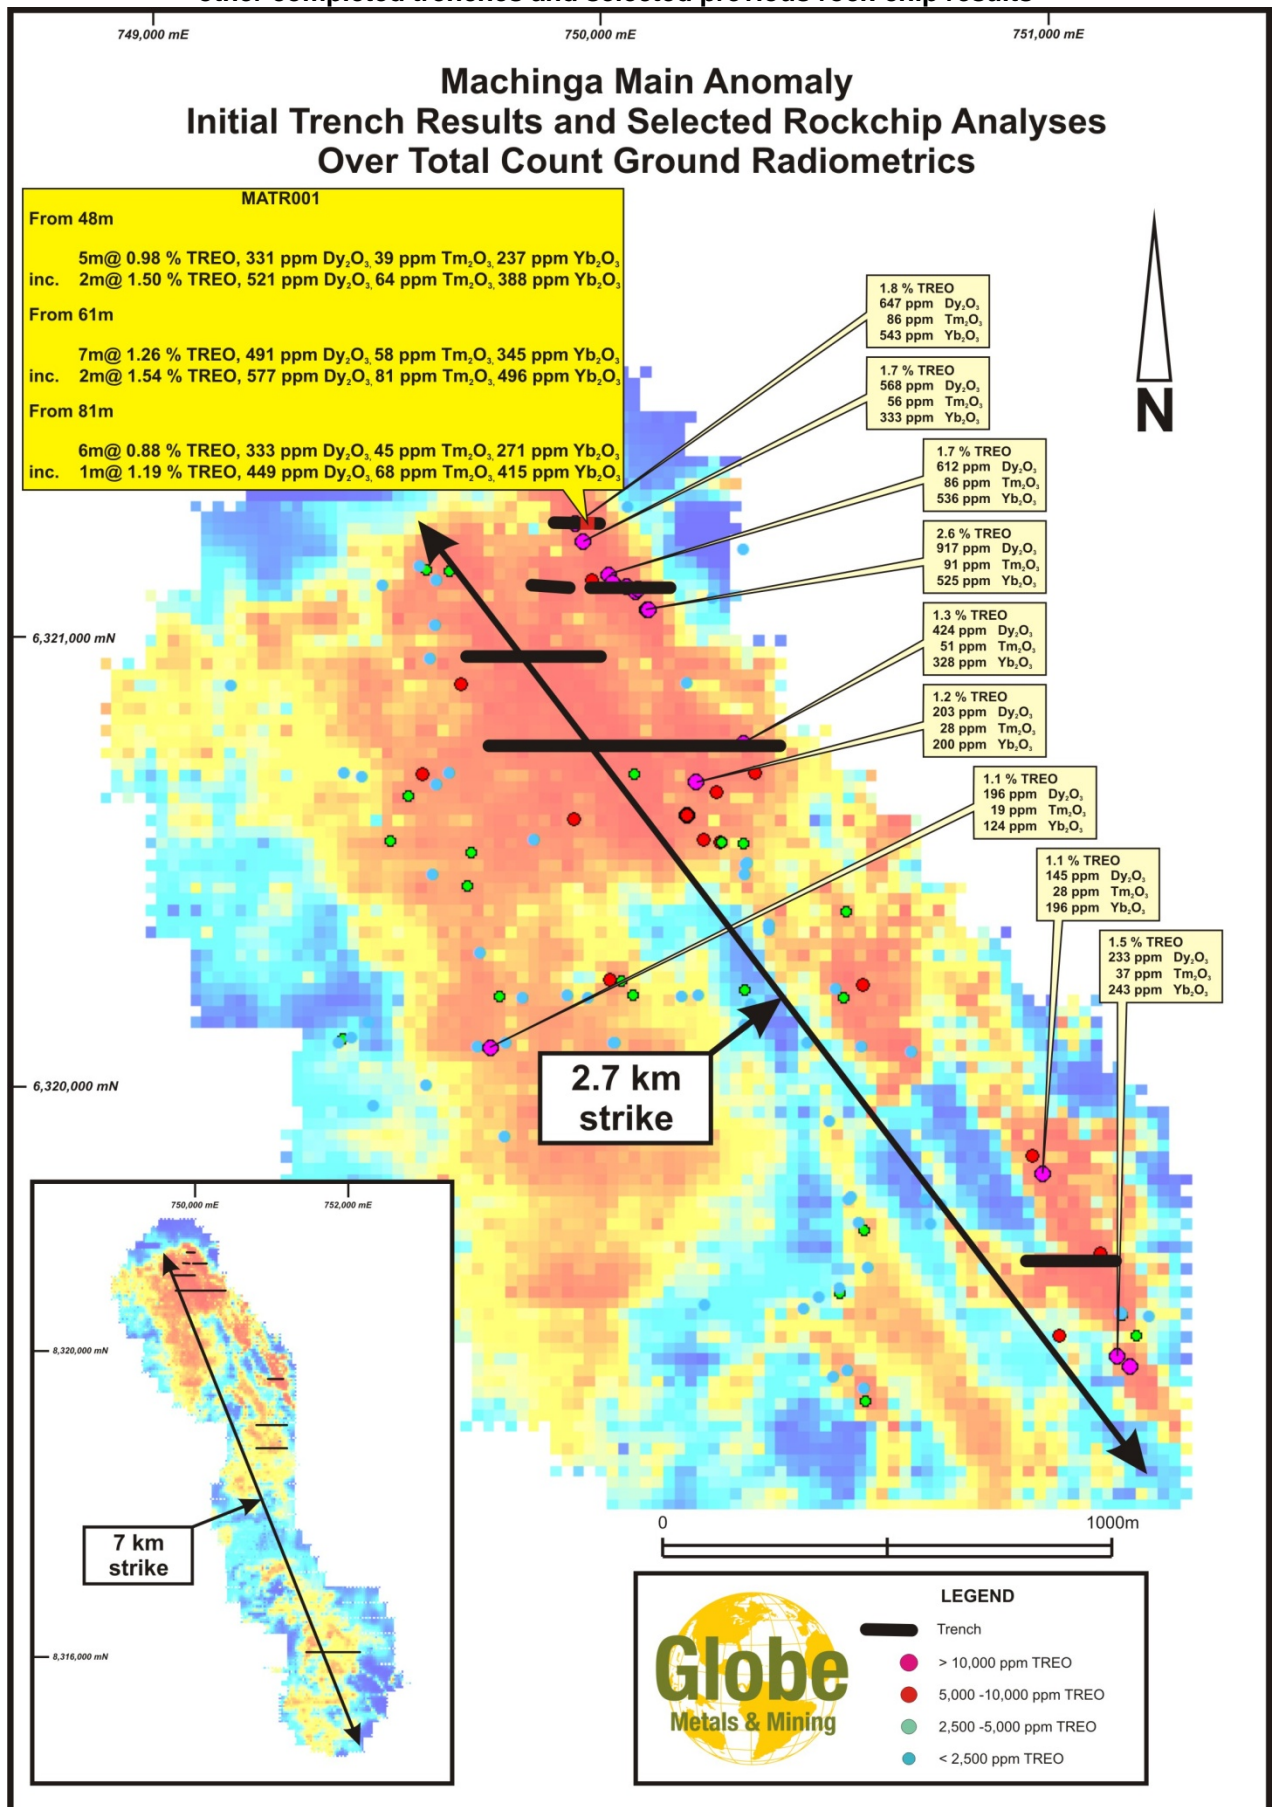 other completed trenches and selected previous rock chip results
749,000 mE
750,000 mE
751,000 mE
Machinga Main Anomaly
Initial Trench Results and Selected Rockchip Analyses
Over Total Count Ground Radiometrics
MATR001
From 48m
5m@ 0.98 % TREO, 331 ppm Dy₂O₃, 39 ppm Tm₂O₃, 237 ppm Yb₂O₃
inc. 2m@ 1.50 % TREO, 521 ppm Dy₂O₃, 64 ppm Tm₂O₃, 388 ppm Yb₂O₃
From 61m
7m@ 1.26 % TREO, 491 ppm Dy₂O₃, 58 ppm Tm₂O₃, 345 ppm Yb₂O₃
inc. 2m@ 1.54 % TREO, 577 ppm Dy₂O₃, 81 ppm Tm₂O₃, 496 ppm Yb₂O₃
From 81m
6m@ 0.88 % TREO, 333 ppm Dy₂O₃, 45 ppm Tm₂O₃, 271 ppm Yb₂O₃
inc. 1m@ 1.19 % TREO, 449 ppm Dy₂O₃, 68 ppm Tm₂O₃, 415 ppm Yb₂O₃
1.8 % TREO
647 ppm Dy₂O₃
86 ppm Tm₂O₃
543 ppm Yb₂O₃
1.7 % TREO
568 ppm Dy₂O₃
56 ppm Tm₂O₃
333 ppm Yb₂O₃
N
1.7 % TREO
612 ppm Dy₂O₃
86 ppm Tm₂O₃
536 ppm Yb₂O₃
2.6 % TREO
917 ppm Dy₂O₃
91 ppm Tm₂O₃
525 ppm Yb₂O₃
1.3 % TREO
424 ppm Dy₂O₃
51 ppm Tm₂O₃
328 ppm Yb₂O₃
6,321,000 mN
1.2 % TREO
203 ppm Dy₂O₃
28 ppm Tm₂O₃
200 ppm Yb₂O₃
1.1 % TREO
196 ppm Dy₂O₃
19 ppm Tm₂O₃
124 ppm Yb₂O₃
1.1 % TREO
145 ppm Dy₂O₃
28 ppm Tm₂O₃
196 ppm Yb₂O₃
1.5 % TREO
233 ppm Dy₂O₃
37 ppm Tm₂O₃
243 ppm Yb₂O₃
2.7 km
strike
6,320,000 mN
750,000 mE
752,000 mE
8,320,000 mN
7 km
strike
8,316,000 mN
0
1000m
Globe
Metals & Mining
LEGEND
Trench
> 10,000 ppm TREO
5,000 -10,000 ppm TREO
2,500 -5,000 ppm TREO
< 2,500 ppm TREO